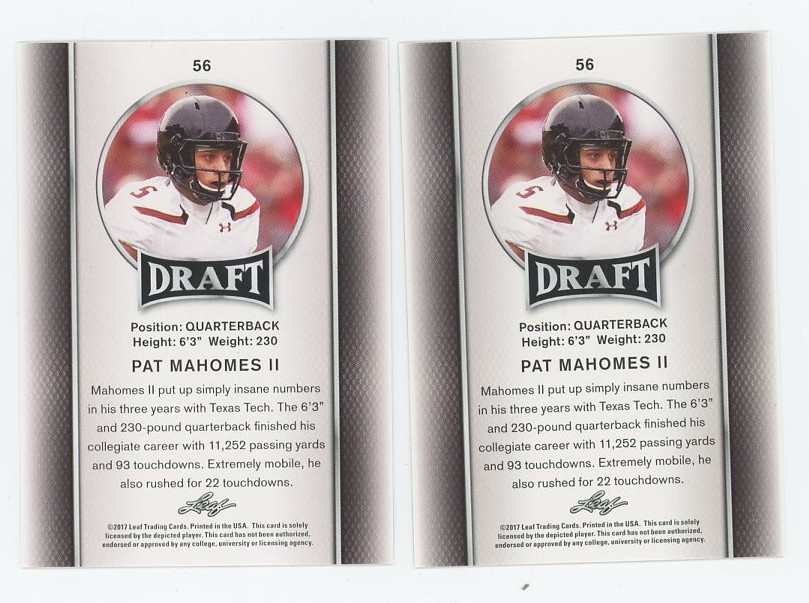 56
5
DRAFT
Position: QUARTERBACK
Height: 6'3" Weight: 230
PAT MAHOMES II
Mahomes II put up simply insane numbers
in his three years with Texas Tech. The 6'3"
and 230-pound quarterback finished his
collegiate career with 11,252 passing yards
and 93 touchdowns. Extremely mobile, he
also rushed for 22 touchdowns.
Leaf
©2017 Leaf Trading Cards. Printed in the USA. This card is solely
licensed by the depicted player. This card has not been authorized,
endorsed or approved by any college, university or licensing agency.
56
5
DRAFT
Position: QUARTERBACK
Height: 6'3" Weight: 230
PAT MAHOMES II
Mahomes II put up simply insane numbers
in his three years with Texas Tech. The 6'3"
and 230-pound quarterback finished his
collegiate career with 11,252 passing yards
and 93 touchdowns. Extremely mobile, he
also rushed for 22 touchdowns.
Leaf
©2017 Leaf Trading Cards. Printed in the USA. This card is solely
licensed by the depicted player. This card has not been authorized,
endorsed or approved by any college, university or licensing agency.